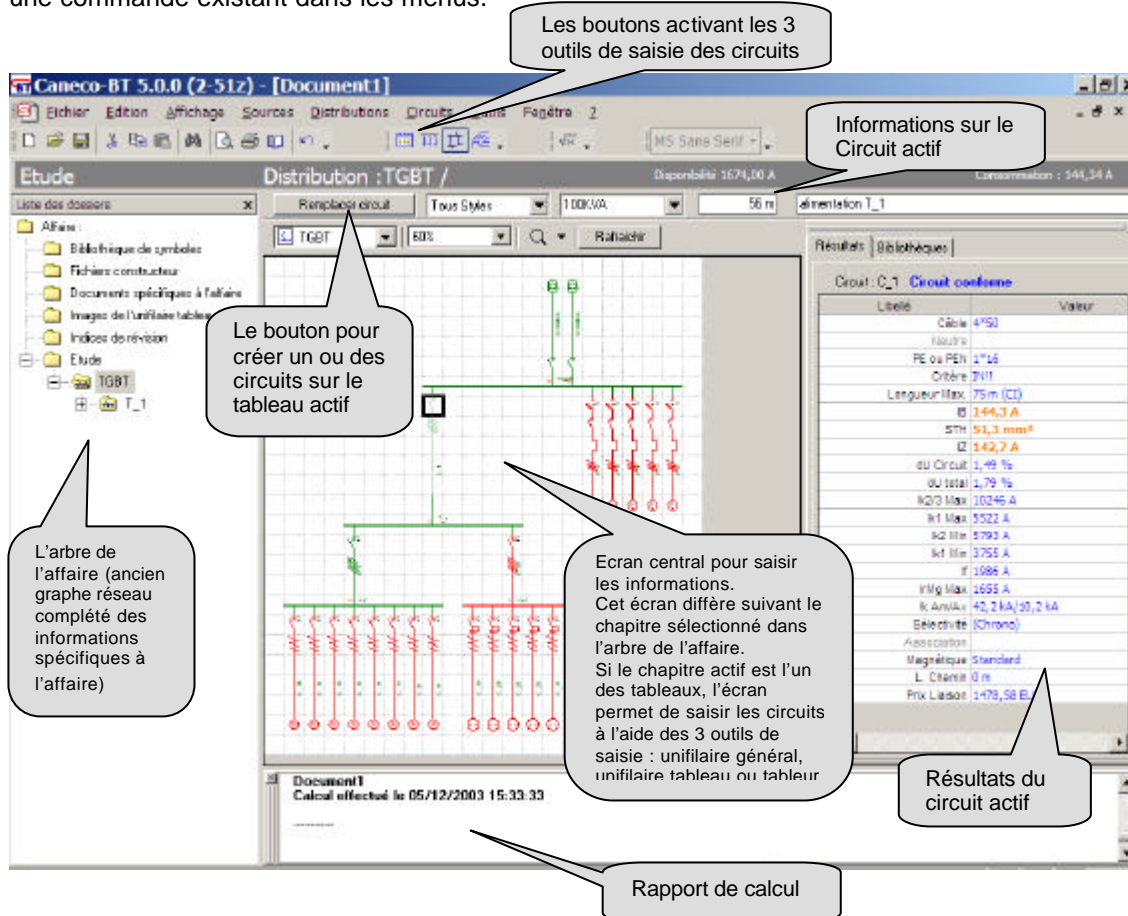 une commande existant dans les menus.
Les boutons activant les 3
outils de saisie des circuits
Caneco-BT 5.0.0 (2-51z) - [Document1]
Fichier Edition Affichage Sources Distributions Circuits Fenêtre ?
Informations sur le
Circuit actif
MS Sans Serif
Etude
Distribution : TGBT /
Disponibilité 1674,00 A
Consommation : 144,34 A
Liste des dossiers
Remplacer circuit
Tous Styles
100KVA
56 m
alimentation T_1
TGBT
60%
Rafraichir
Affaire :
Bibliothèque de symboles
Fichiers constructeur
Documents spécifiques à l'affaire
Images de l'unifilaire tableau
Indices de révision
Etude
TGBT
T_1
Le bouton pour
créer un ou des
circuits sur le
tableau actif
Résultats Bibliothèques
Circuit : C_1 Circuit conforme
Libellé Valeur
Câble 4*50
Neutre
PE ou PEN 1*16
Critère IN!!
Longueur Max. 75 m (CI)
IB 144,3 A
STH 51,3 mm²
IZ 142,7 A
dU Circuit 1,49 %
dU total 1,79 %
Ik2/3 Max 10246 A
Ik1 Max 5522 A
Ik2 Min 5793 A
Ik1 Min 3755 A
If 1986 A
IrMg Max 1655 A
Sélectivité (Chrono)
Association
Magnétique Standard
L. Chemin 0 m
Prix Liaison 1478,58
L'arbre de
l'affaire (ancien
graphe réseau
complété des
informations
spécifiques à
l'affaire)
Ecran central pour saisir
les informations.
Cet écran diffère suivant le
chapitre sélectionné dans
l'arbre de l'affaire.
Si le chapitre actif est l'un
des tableaux, l'écran
permet de saisir les circuits
à l'aide des 3 outils de
saisie : unifilaire général,
unifilaire tableau ou tableur
Résultats du
circuit actif
Document1
Calcul effectué le 05/12/2003 15:33:33
Rapport de calcul